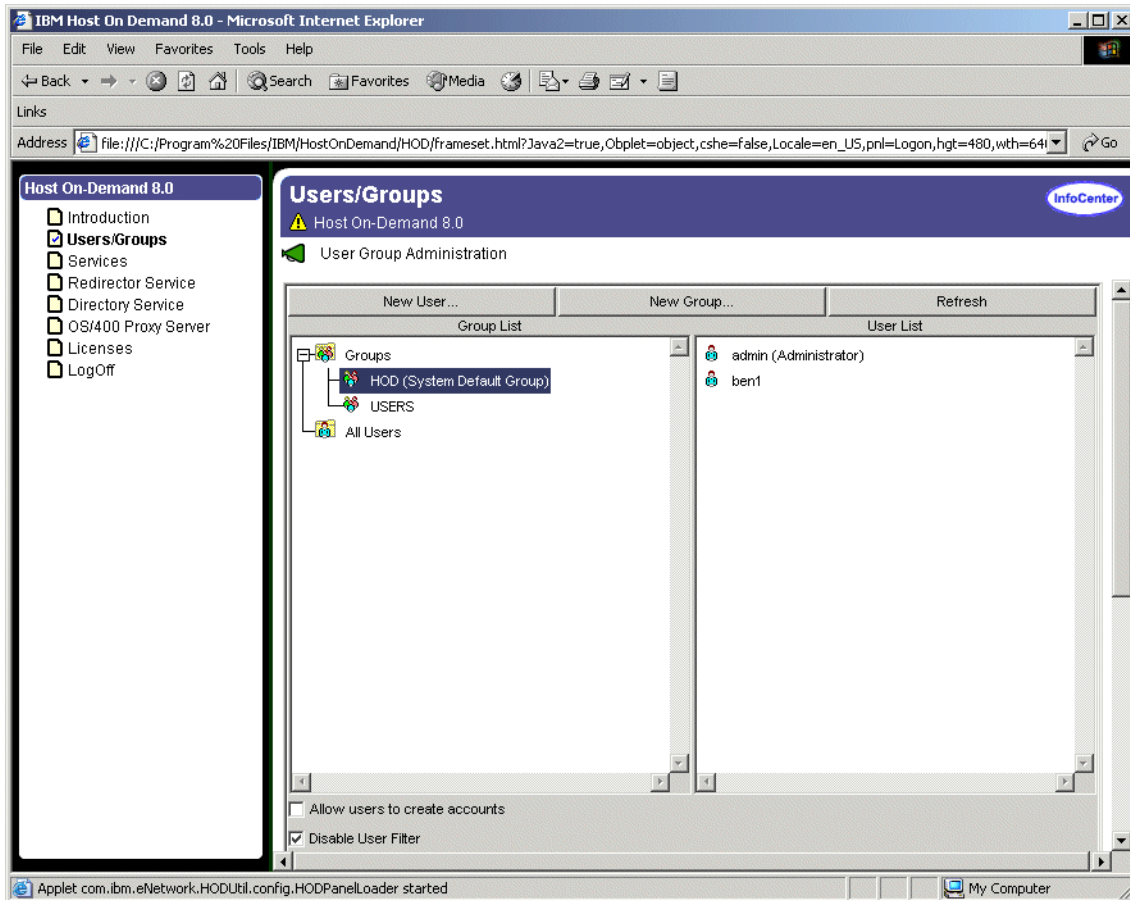 IBM Host On Demand 8.0 - Microsoft Internet Explorer
File Edit View Favorites Tools Help
Back Search Favorites Media
Links
Address file:///C:/Program%20Files/IBM/HostOnDemand/HOD/frameset.html?Java2=true,Obplet=object,cshe=false,Locale=en_US,pnl=Logon,hgt=480,wth=64 Go
Host On-Demand 8.0
Introduction
Users/Groups
Services
Redirector Service
Directory Service
OS/400 Proxy Server
Licenses
LogOff
Users/Groups
InfoCenter
Host On-Demand 8.0
User Group Administration
New User... New Group... Refresh
Group List User List
Groups
HOD (System Default Group)
USERS
All Users
admin (Administrator)
ben1
Allow users to create accounts
Disable User Filter
Applet com.ibm.eNetwork.HODUtil.config.HODPanelLoader started My Computer